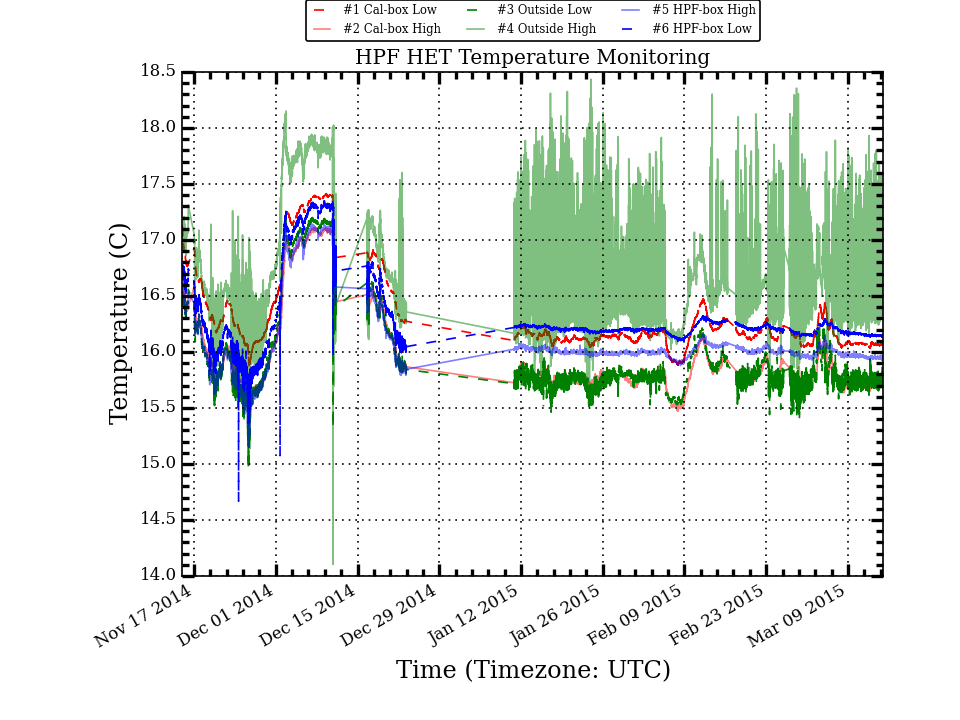 #1 Cal-box Low #3 Outside Low #5 HPF-box High
#2 Cal-box High #4 Outside High #6 HPF-box Low
HPF HET Temperature Monitoring
18.5
18.0
17.5
17.0
16.5
16.0
15.5
15.0
14.5
14.0
Temperature (C)
Nov 17 2014
Dec 01 2014
Dec 15 2014
Dec 29 2014
Jan 12 2015
Jan 26 2015
Feb 09 2015
Feb 23 2015
Mar 09 2015
Time (Timezone: UTC)